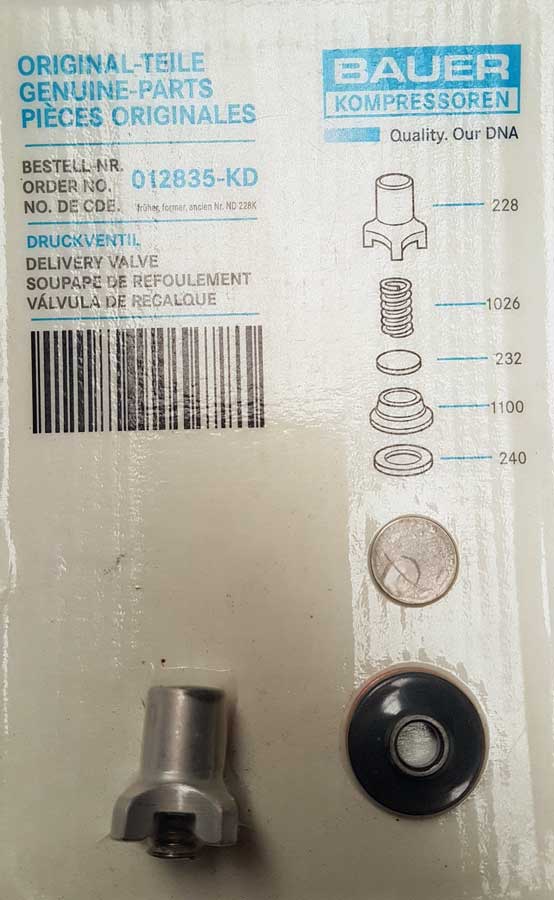 ORIGINAL-TEILE
GENUINE-PARTS
PIÈCES ORIGINALES
BESTELL-NR.
ORDER NO. 012835-KD
NO. DE CDE. früher, former, ancien Nr. ND 228K
DRUCKVENTIL
DELIVERY VALVE
SOUPAPE DE REFOULEMENT
VÁLVULA DE RECALQUE
BAUER
KOMPRESSOREN
Quality. Our DNA
228
1026
232
1100
240